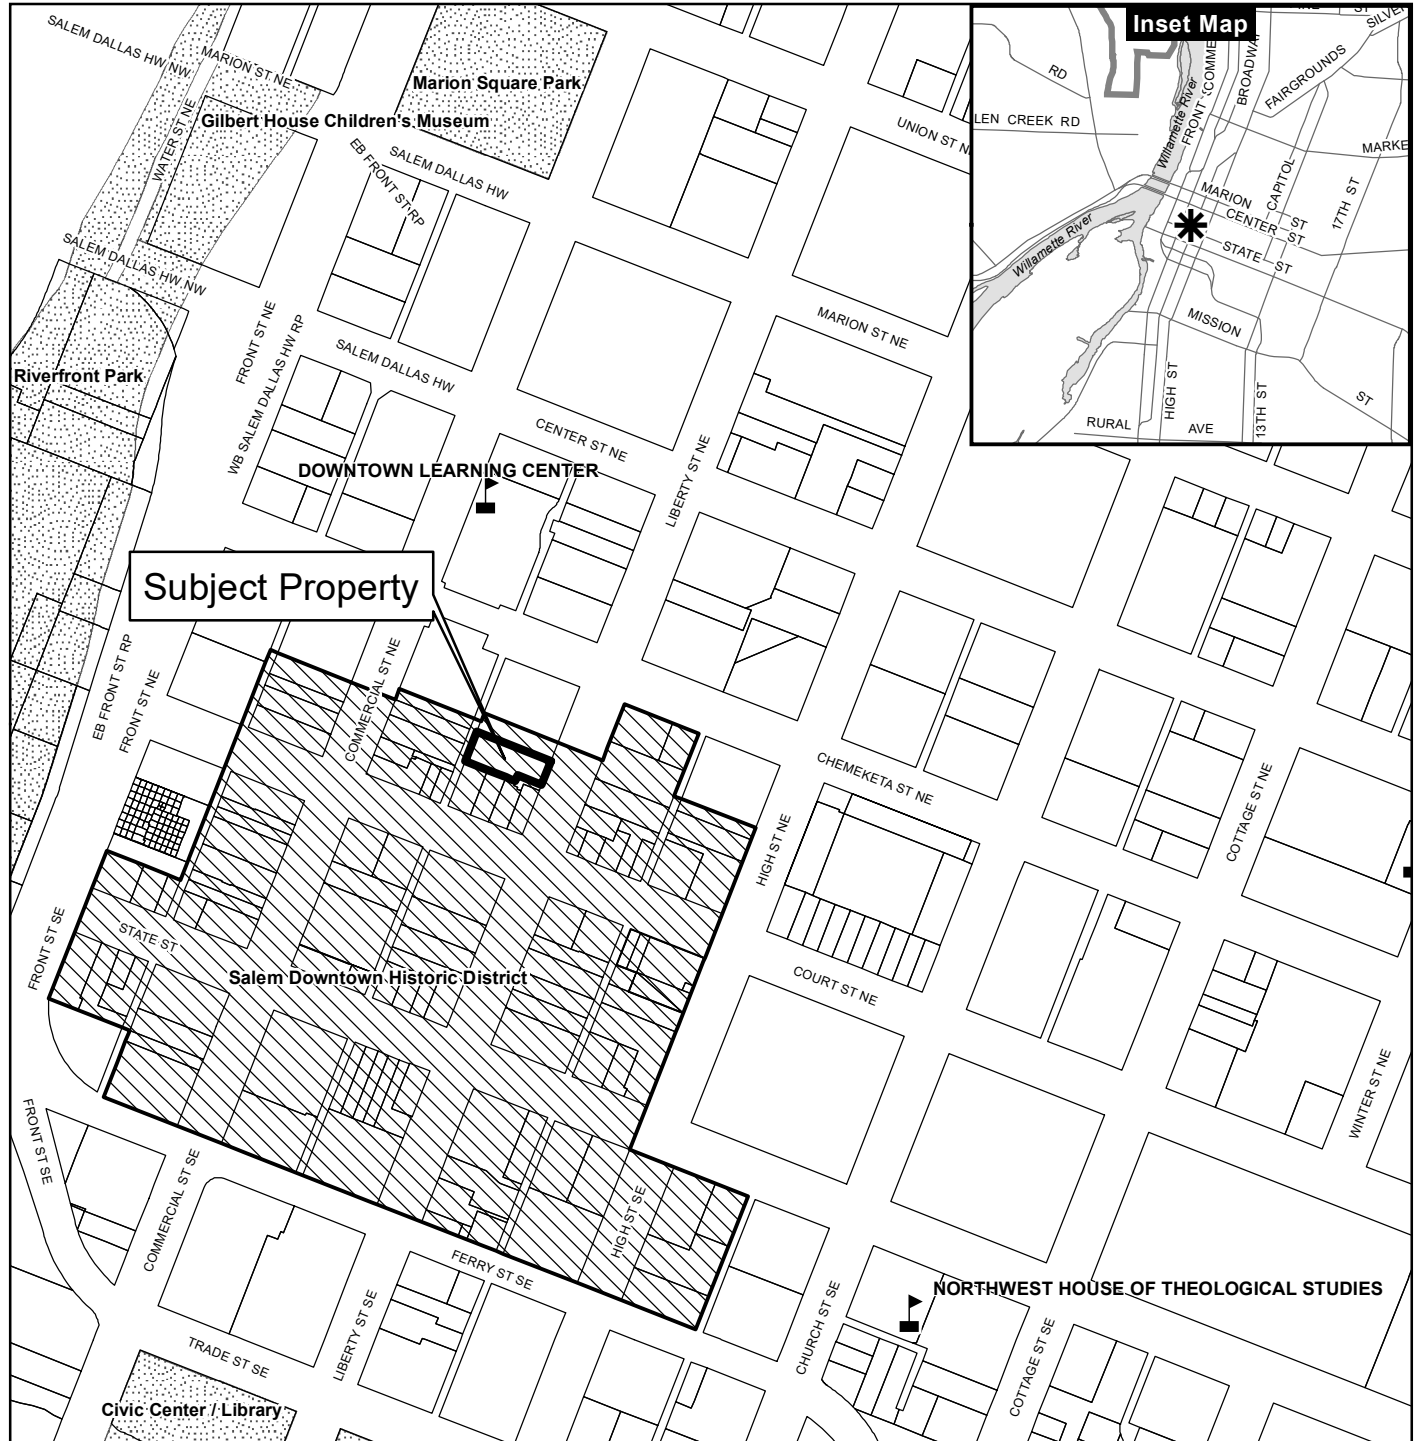 Inset Map
SALEM DALLAS HW NW
MARION ST NE
WATER ST NE
Marion Square Park
Gilbert House Children's Museum
EB FRONT ST RP
SALEM DALLAS HW
UNION ST N
SALEM DALLAS HW NW
FRONT ST NE
WB SALEM DALLAS HW RP
SALEM DALLAS HW
MARION ST NE
Riverfront Park
CENTER ST NE
LIBERTY ST NE
DOWNTOWN LEARNING CENTER
Subject Property
EB FRONT ST RP
FRONT ST NE
COMMERCIAL ST NE
CHEMEKETA ST NE
HIGH ST NE
COTTAGE ST NE
FRONT ST SE
STATE ST
Salem Downtown Historic District
COURT ST NE
WINTER ST NE
FRONT ST SE
COMMERCIAL ST SE
HIGH ST SE
FERRY ST SE
LIBERTY ST SE
TRADE ST SE
CHURCH ST SE
NORTHWEST HOUSE OF THEOLOGICAL STUDIES
COTTAGE ST SE
Civic Center / Library
RD
LEN CREEK RD
Willamette River
Willamette River
FRONT ST
COMME
BROADWAY
FAIRGROUNDS
SILVER
ST
MARKE
CAPITOL
17TH ST
MARION ST
CENTER ST
STATE ST
MISSION
ST
HIGH ST
13TH ST
RURAL AVE